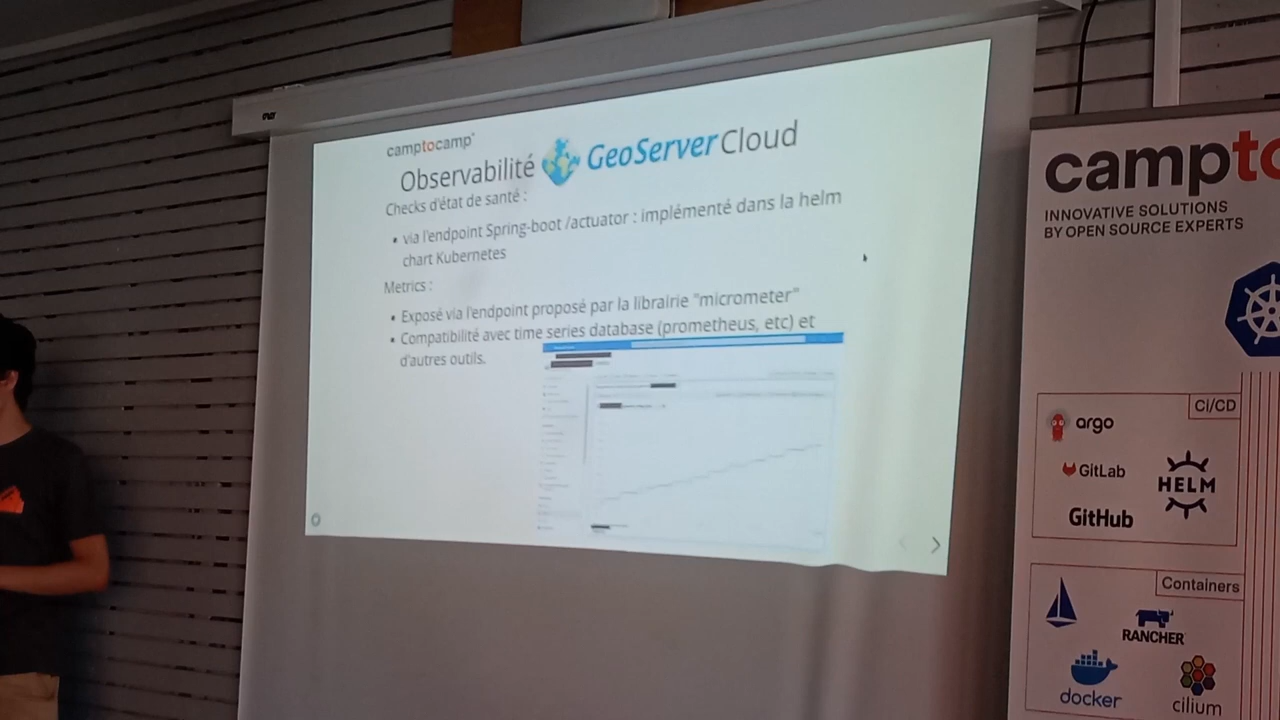 camptocamp
Observabilité GeoServer Cloud
Checks d'état de santé :
• via l'endpoint Spring-boot /actuator : implémenté dans la helm
chart Kubernetes
Metrics :
• Exposé via l'endpoint proposé par la librairie "micrometer"
• Compatibilité avec time series database (prometheus, etc) et
d'autres outils.
campto
INNOVATIVE SOLUTIONS
BY OPEN SOURCE EXPERTS
CI/CD
argo
GitLab
HELM
GitHub
Containers
RANCHER
docker
cilium